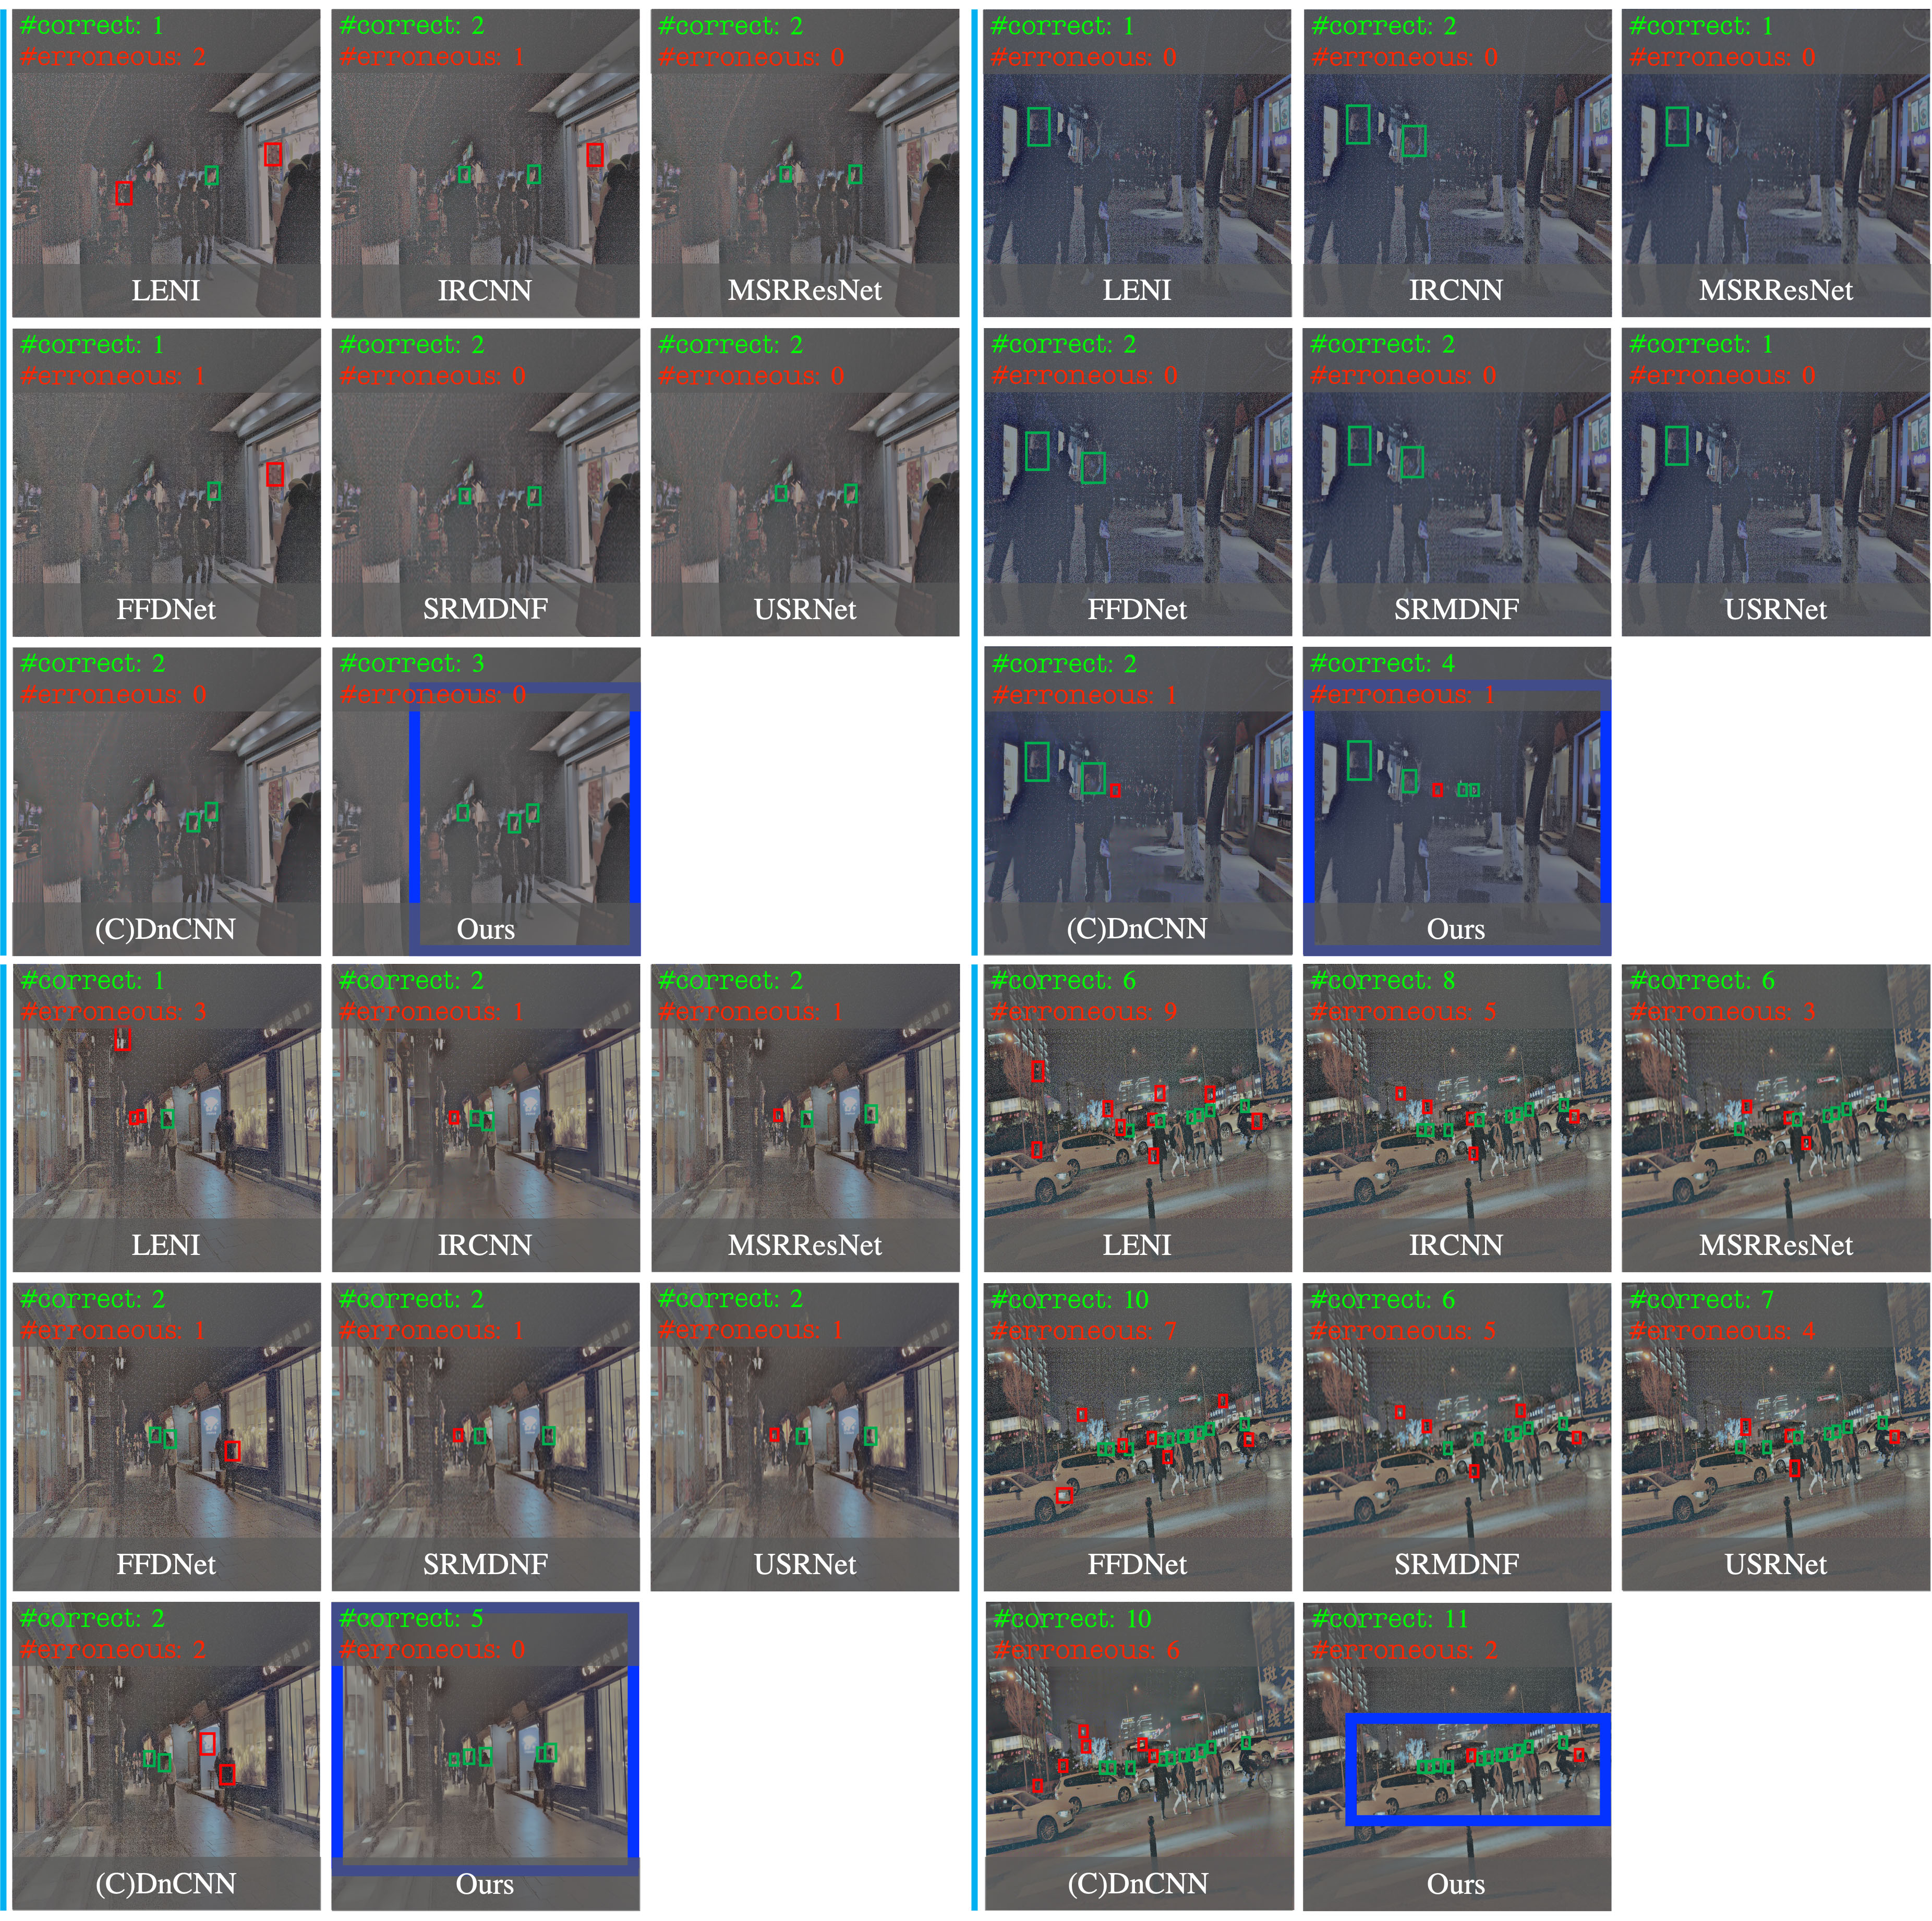 #correct: 1
#erroneous: 2
LENI
#correct: 2
#erroneous: 1
IRCNN
#correct: 2
#erroneous: 0
MSRResNet
#correct: 1
#erroneous: 1
FFDNet
#correct: 2
#erroneous: 0
SRMDNF
#correct: 2
#erroneous: 0
USRNet
#correct: 2
#erroneous: 0
(C)DnCNN
#correct: 3
#erroneous: 0
Ours
#correct: 1
#erroneous: 0
LENI
#correct: 2
#erroneous: 0
IRCNN
#correct: 1
#erroneous: 0
MSRResNet
#correct: 2
#erroneous: 0
FFDNet
#correct: 2
#erroneous: 0
SRMDNF
#correct: 1
#erroneous: 0
USRNet
#correct: 2
#erroneous: 1
(C)DnCNN
#correct: 4
#erroneous: 1
Ours
#correct: 1
#erroneous: 3
LENI
#correct: 2
#erroneous: 1
IRCNN
#correct: 2
#erroneous: 1
MSRResNet
#correct: 2
#erroneous: 1
FFDNet
#correct: 2
#erroneous: 1
SRMDNF
#correct: 2
#erroneous: 1
USRNet
#correct: 2
#erroneous: 2
(C)DnCNN
#correct: 5
#erroneous: 0
Ours
#correct: 6
#erroneous: 9
LENI
#correct: 8
#erroneous: 5
IRCNN
#correct: 6
#erroneous: 3
MSRResNet
#correct: 10
#erroneous: 7
FFDNet
#correct: 6
#erroneous: 5
SRMDNF
#correct: 7
#erroneous: 4
USRNet
#correct: 10
#erroneous: 6
(C)DnCNN
#correct: 11
#erroneous: 2
Ours